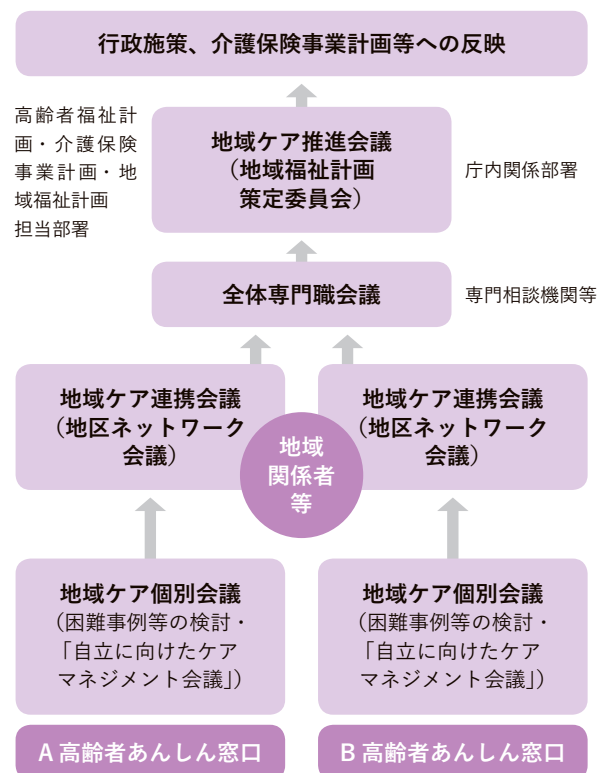 行政施策、介護保険事業計画等への反映
高齢者福祉計
画・介護保険
事業計画・地
域福祉計画
担当部署
地域ケア推進会議
（地域福祉計画
策定委員会）
庁内関係部署
全体専門職会議
専門相談機関等
地域ケア連携会議
（地区ネットワーク
会議）
地域
関係者
等
地域ケア連携会議
（地区ネットワーク
会議）
地域ケア個別会議
（困難事例等の検討・
「自立に向けたケア
マネジメント会議」）
地域ケア個別会議
（困難事例等の検討・
「自立に向けたケア
マネジメント会議」）
A 高齢者あんしん窓口
B 高齢者あんしん窓口